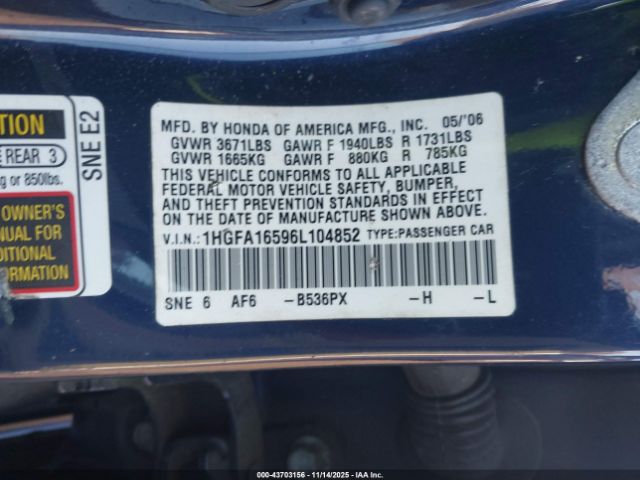 TION
REAR 3
g or 850lbs.
OWNER'S
NUAL FOR
DITIONAL
ORMATION
SNE E2
MFD. BY HONDA OF AMERICA MFG., INC. 05/'06
GVWR 3671LBS GAWR F 1940LBS R 1731LBS
GVWR 1665KG GAWR F 880KG R 785KG
THIS VEHICLE CONFORMS TO ALL APPLICABLE
FEDERAL MOTOR VEHICLE SAFETY, BUMPER,
AND THEFT PREVENTION STANDARDS IN EFFECT
ON THE DATE OF MANUFACTURE SHOWN ABOVE.
V.I.N.: 1HGFA16596L104852 TYPE:PASSENGER CAR
SNE 6 AF6 -B536PX -H -L
© 000-43703156 | 11/14/2025 | IAA Inc.